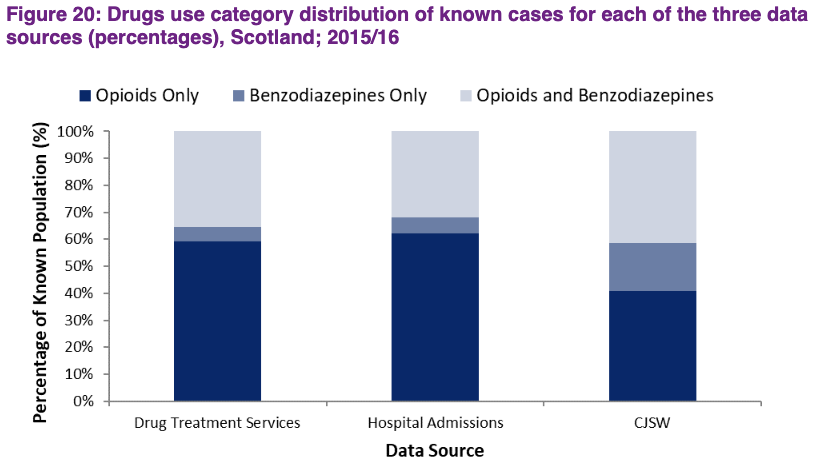 Figure 20: Drugs use category distribution of known cases for each of the three data
sources (percentages), Scotland; 2015/16
Opioids Only
Benzodiazepines Only
Opioids and Benzodiazepines
Percentage of Known Population (%)
100%
90%
80%
70%
60%
50%
40%
30%
20%
10%
0%
Drug Treatment Services
Hospital Admissions
CJSW
Data Source